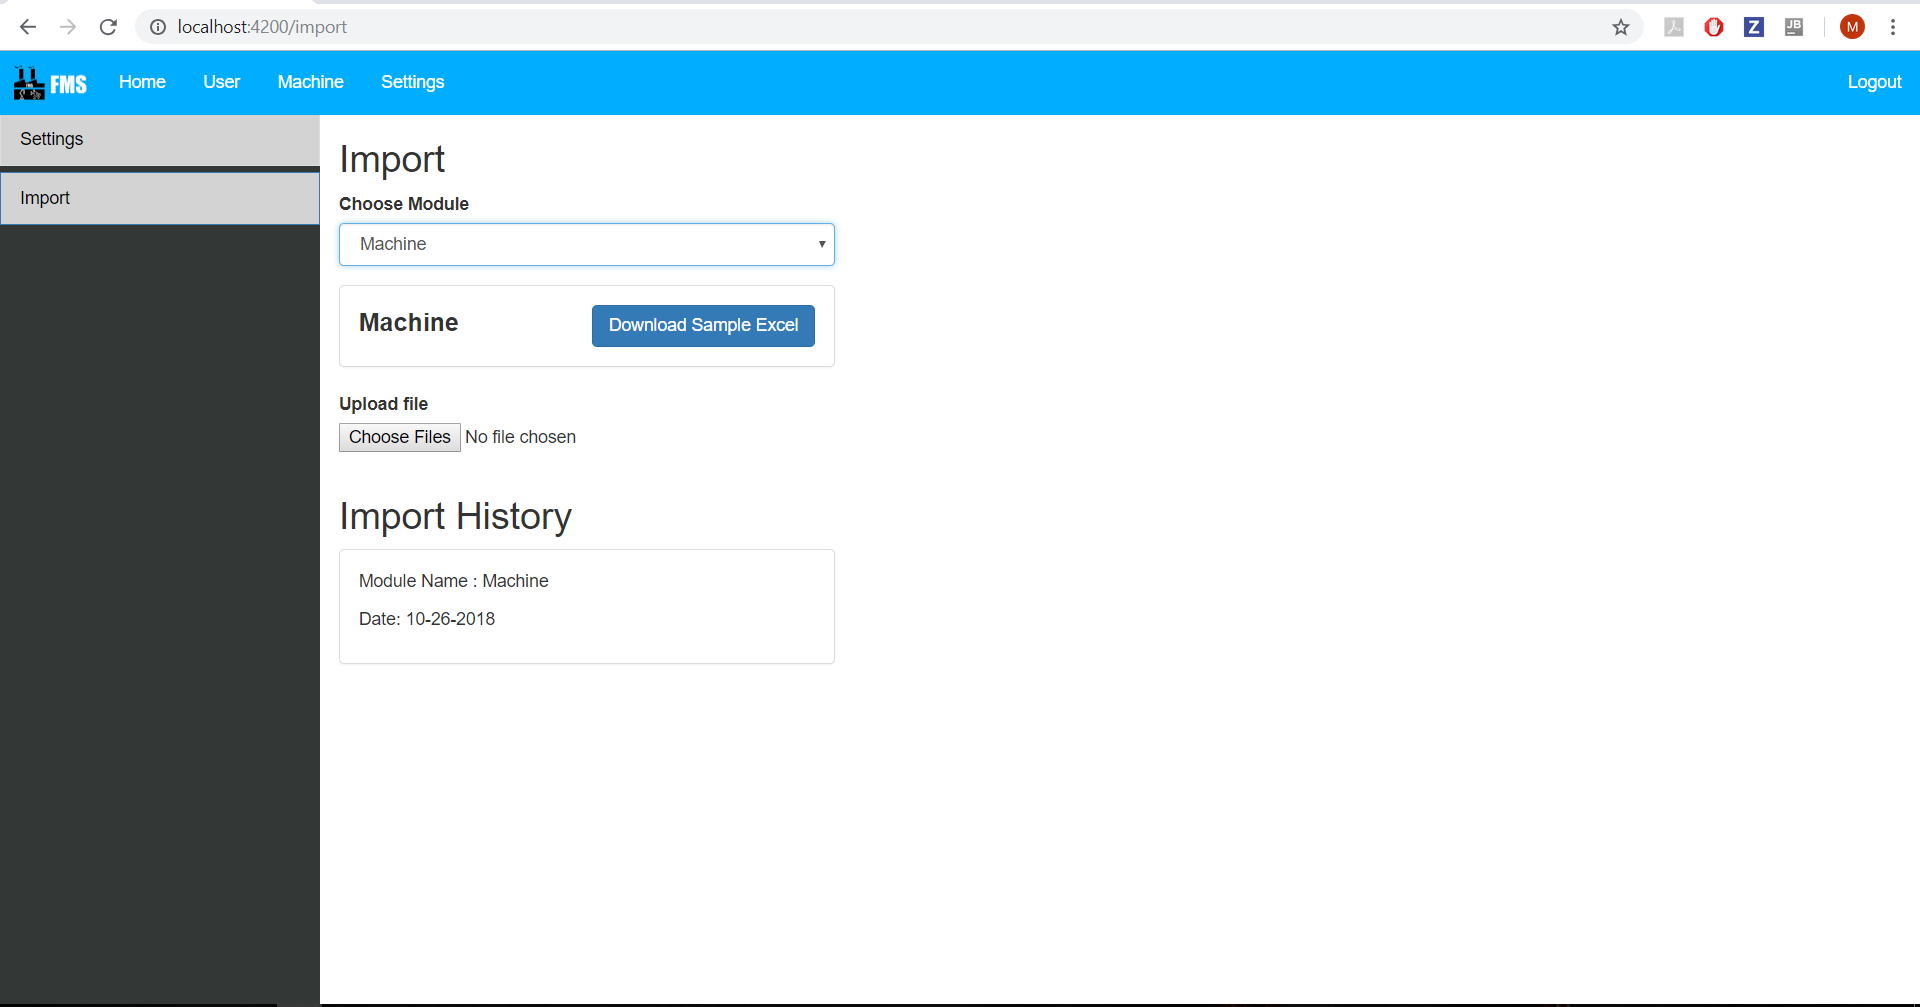 localhost:4200/import
Z
JB
M
FMS Home User Machine Settings Logout
Settings
Import
Import
Choose Module
Machine
Machine Download Sample Excel
Upload file
Choose Files No file chosen
Import History
Module Name : Machine
Date: 10-26-2018